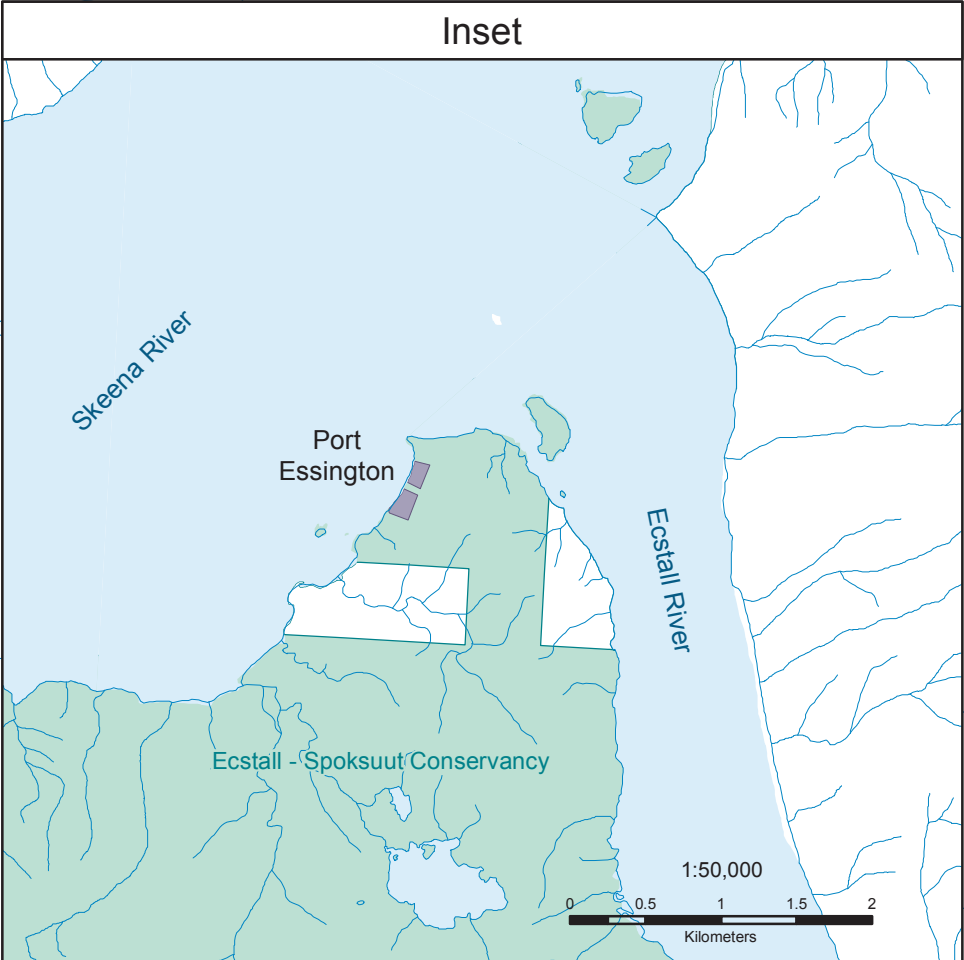 Inset
Skeena River
Port
Essington
Ecstall River
Ecstall - Spoksuut Conservancy
1:50,000
0 0.5 1 1.5 2
Kilometers